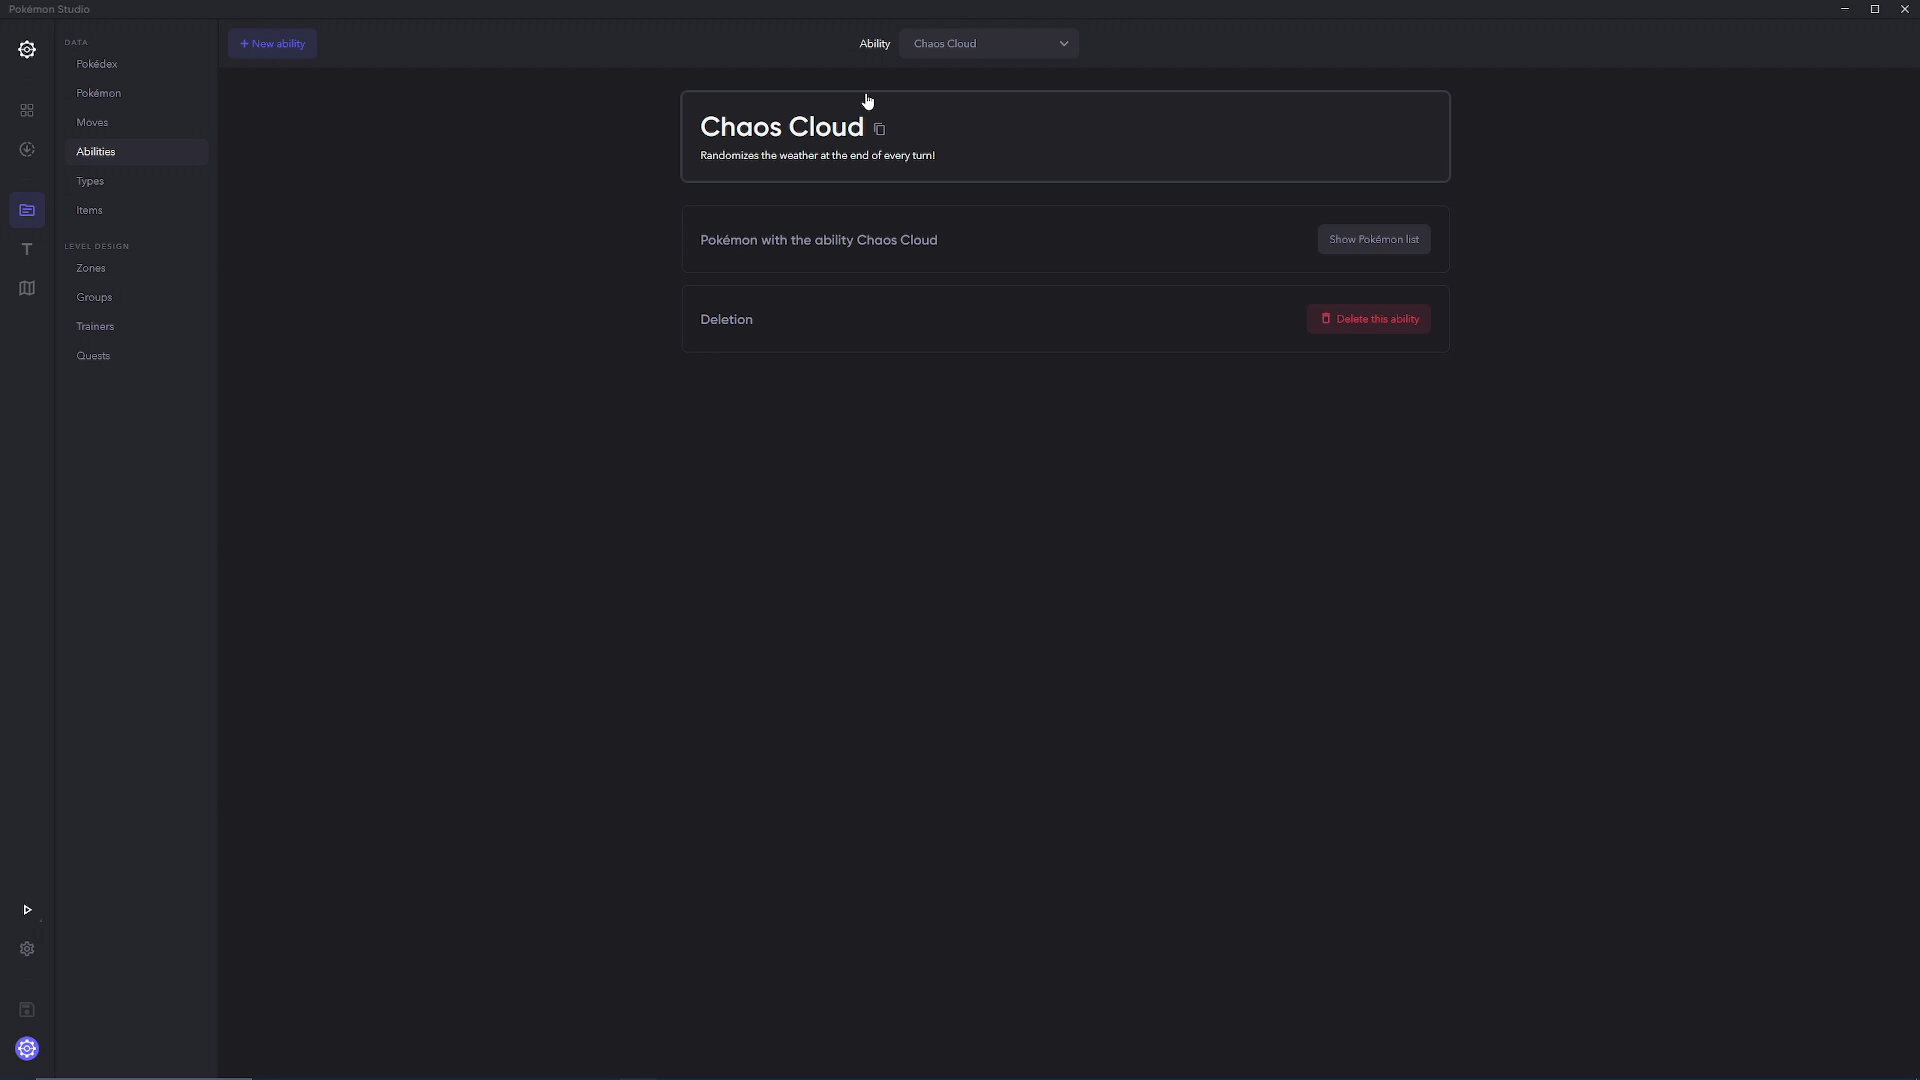 Pokémon Studio
DATA
Pokédex
Pokémon
Moves
Abilities
Types
Items
LEVEL DESIGN
Zones
Groups
Trainers
Quests
+ New ability
Ability
Chaos Cloud
Chaos Cloud
Randomizes the weather at the end of every turn!
Pokémon with the ability Chaos Cloud
Show Pokémon list
Deletion
Delete this ability